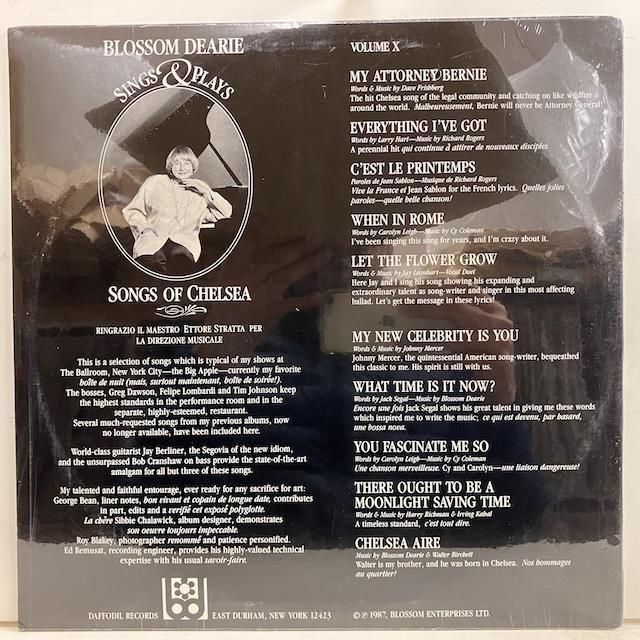 BLOSSOM DEARIE
SINGS & PLAYS
SONGS OF CHELSEA
RINGRAZIO IL MAESTRO ETTORE STRATTA PER
LA DIREZIONE MUSICALE
This is a selection of songs which is typical of my shows at
The Ballroom, New York City—the Big Apple—currently my favorite
boîte de nuit (mais, surtout maintenant, boîte de soirée!).
The bosses, Greg Dawson, Felipe Lombardi and Tim Johnson keep
the highest standards in the performance room and in the
separate, highly-esteemed, restaurant.
Several much-requested songs from my previous albums, now
no longer available, have been included here.
World-class guitarist Jay Berliner, the Segovia of the new idiom,
and the unsurpassed Bob Cranshaw on bass provide the state-of-the-art
amalgam for all but three of these songs.
My talented and faithful entourage, ever ready for any sacrifice for art:
George Bean, liner notes, bon vivant et copain de longue date, contributes
in part, edits and a verifié cet exposé polyglotte.
La chère Sibbie Chalawick, album designer, demonstrates
son oeuvre toujours impeccable.
Roy Blakey, photographer renommé and patience personified.
Ed Remusat, recording engineer, provides his highly-valued technical
expertise with his usual savoir-faire.
DAFFODIL RECORDS
EAST DURHAM, NEW YORK 12423
VOLUME X
MY ATTORNEY BERNIE
Words & Music by Dave Frishberg
The hit Chelsea song of the legal community and catching on like wildfire
around the world. Malheureusement, Bernie will never be Attorney General!
EVERYTHING I'VE GOT
Words by Larry Hart—Music by Richard Rogers
A perennial hit qui continue à attirer de nouveaux disciples.
C'EST LE PRINTEMPS
Paroles de Jean Sablon—Musique de Richard Rogers
Vive la France et Jean Sablon for the French lyrics. Quelles jolies
paroles—quelle belle chanson!
WHEN IN ROME
Words by Carolyn Leigh—Music by Cy Coleman
I've been singing this song for years, and I'm crazy about it.
LET THE FLOWER GROW
Words & Music by Jay Leonhart—Vocal Duet
Here Jay and I sing his song showing his expanding and
extraordinary talent as song-writer and singer in this most affecting
ballad. Let's get the message in these lyrics!
MY NEW CELEBRITY IS YOU
Words & Music by Johnny Mercer
Johnny Mercer, the quintessential American song-writer, bequeathed
this classic to me. His spirit is still with us.
WHAT TIME IS IT NOW?
Words by Jack Segal—Music by Blossom Dearie
Encore une fois Jack Segal shows his great talent in giving me these words
which inspired me to write the music; ce qui est devenu, par hasard,
une bossa nova.
YOU FASCINATE ME SO
Words by Carolyn Leigh—Music by Cy Coleman
Une chanson merveilleuse. Cy and Carolyn—une liaison dangereuse!
THERE OUGHT TO BE A
MOONLIGHT SAVING TIME
Words & Music by Harry Richman & Irving Kahal
A timeless standard, c'est tout dire.
CHELSEA AIRE
Music by Blossom Dearie & Walter Birchett
Walter is my brother, and he was born in Chelsea. Nos hommages
au quartier!
©℗ 1987, BLOSSOM ENTERPRISES LTD.